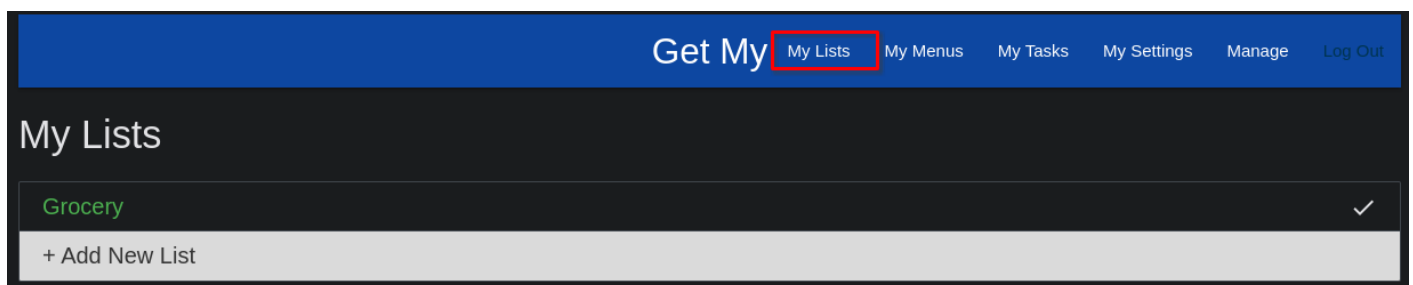 Get My My Lists My Menus My Tasks My Settings Manage Log Out
My Lists
Grocery
+ Add New List